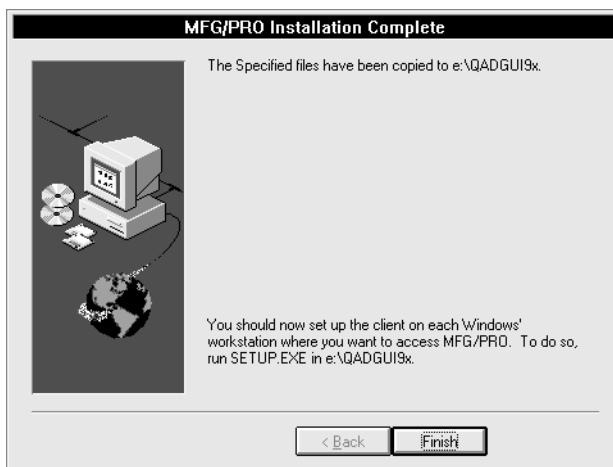 MFG/PRO Installation Complete
The Specified files have been copied to e:\QADGUI9x.
You should now set up the client on each Windows'
workstation where you want to access MFG/PRO. To do so,
run SETUP.EXE in e:\QADGUI9x.
< Back
Finish